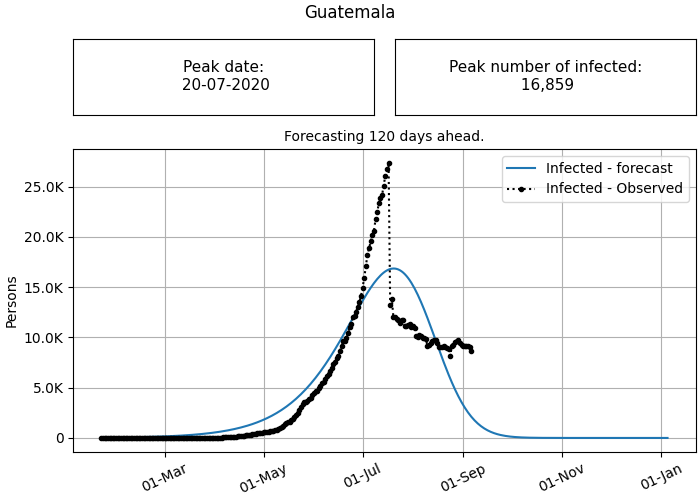 Guatemala
Peak date:
20-07-2020
Peak number of infected:
16,859
Forecasting 120 days ahead.
Infected - forecast
Infected - Observed
25.0K
20.0K
15.0K
10.0K
5.0K
0
Persons
01-Mar
01-May
01-Jul
01-Sep
01-Nov
01-Jan